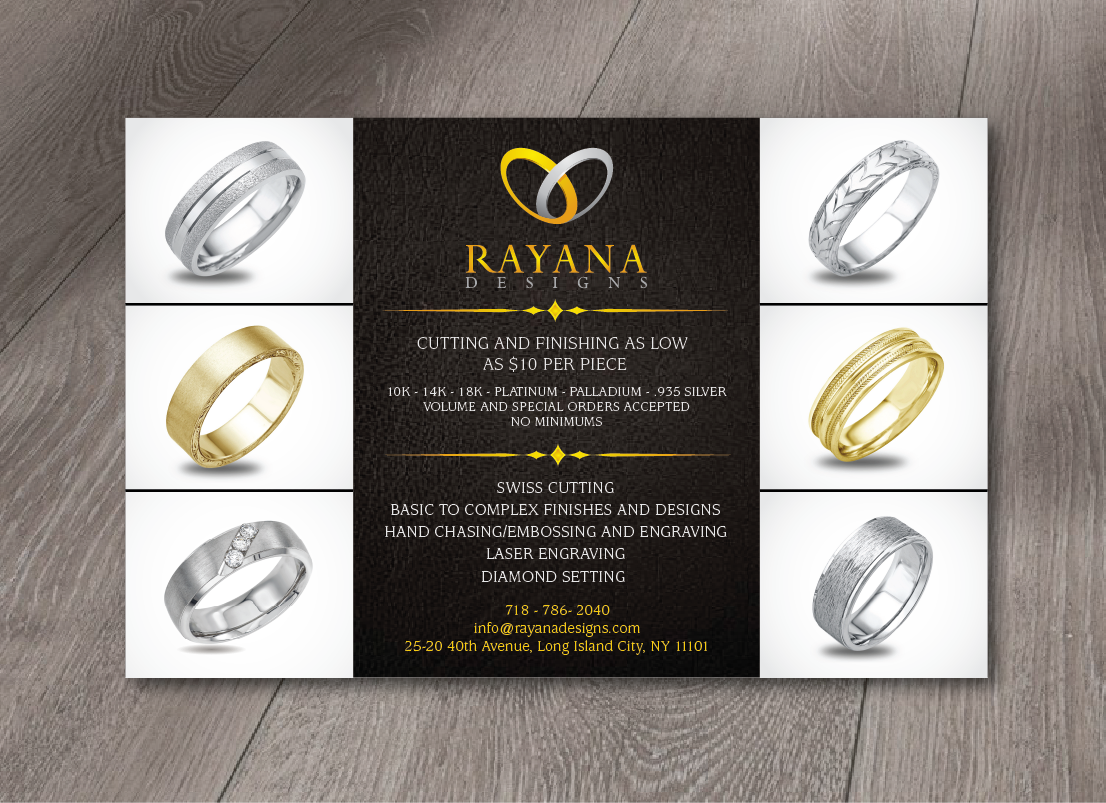 RAYANA
DESIGNS
CUTTING AND FINISHING AS LOW
AS $10 PER PIECE
10K - 14K - 18K - PLATINUM - PALLADIUM - .935 SILVER
VOLUME AND SPECIAL ORDERS ACCEPTED
NO MINIMUMS
SWISS CUTTING
BASIC TO COMPLEX FINISHES AND DESIGNS
HAND CHASING/EMBOSSING AND ENGRAVING
LASER ENGRAVING
DIAMOND SETTING
718 - 786- 2040
info@rayanadesigns.com
25-20 40th Avenue, Long Island City, NY 11101